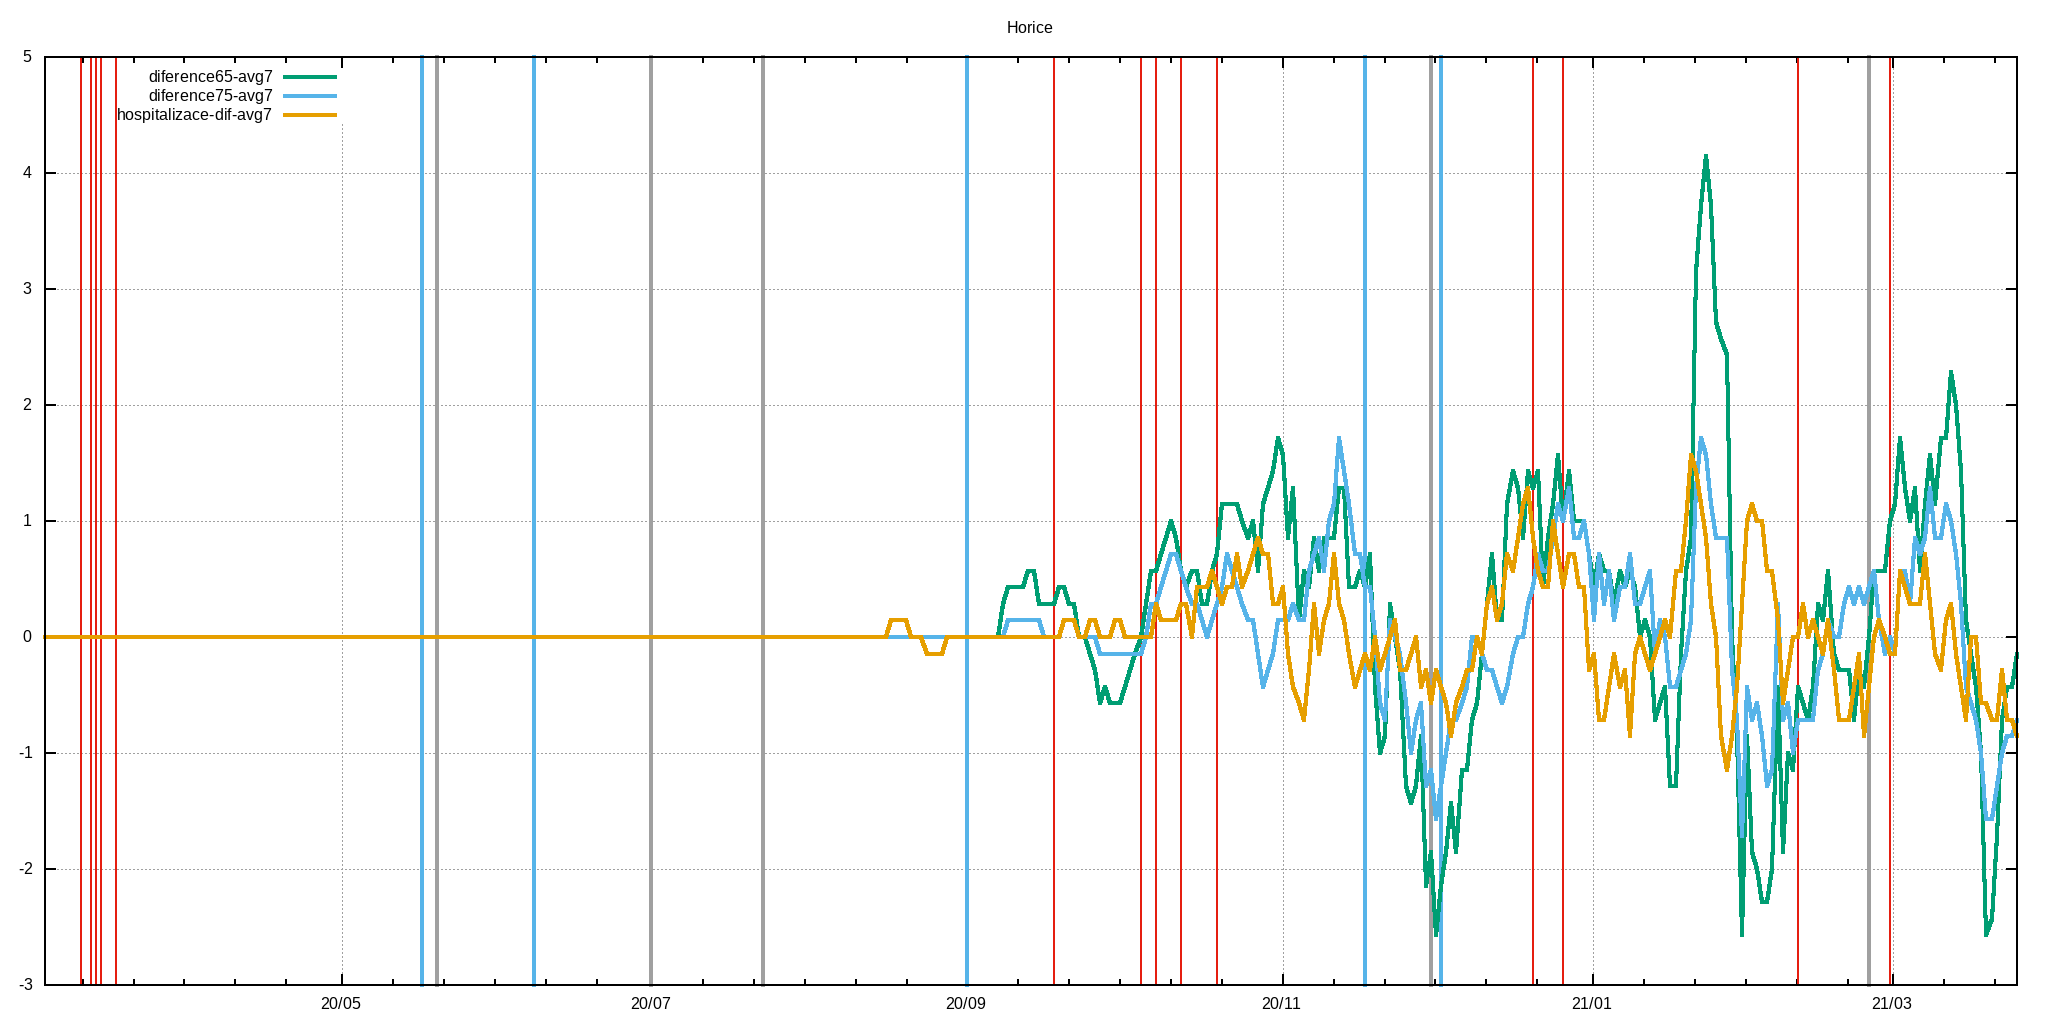 Horice
diference65-avg7
diference75-avg7
hospitalizace-dif-avg7
5
4
3
2
1
0
-1
-2
-3
20/05 20/07 20/09 20/11 21/01 21/03